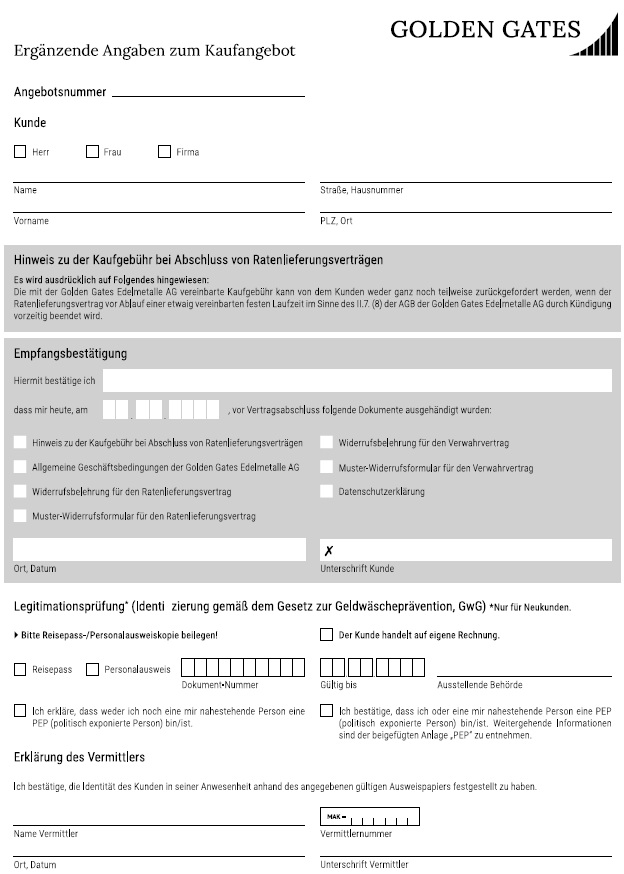 GOLDEN GATES
Ergänzende Angaben zum Kaufangebot
Angebotsnummer
Kunde
Herr Frau Firma
Name Straße, Hausnummer
Vorname PLZ, Ort
Hinweis zu der Kaufgebühr bei Abschluss von Ratenlieferungsverträgen
Es wird ausdrücklich auf Folgendes hingewiesen:
Die mit der Golden Gates Edelmetalle AG vereinbarte Kaufgebühr kann von dem Kunden weder ganz noch teilweise zurückgefordert werden, wenn der
Ratenlieferungsvertrag vor Ablauf einer etwaig vereinbarten festen Laufzeit im Sinne des II.7. (8) der AGB der Golden Gates Edelmetalle AG durch Kündigung
vorzeitig beendet wird.
Empfangsbestätigung
Hiermit bestätige ich
dass mir heute, am . . , vor Vertragsabschluss folgende Dokumente ausgehändigt wurden:
Hinweis zu der Kaufgebühr bei Abschluss von Ratenlieferungsverträgen Widerrufsbelehrung für den Verwahrvertrag
Allgemeine Geschäftsbedingungen der Golden Gates Edelmetalle AG Muster-Widerrufsformular für den Verwahrvertrag
Widerrufsbelehrung für den Ratenlieferungsvertrag Datenschutzerklärung
Muster-Widerrufsformular für den Ratenlieferungsvertrag
✗
Ort, Datum Unterschrift Kunde
Legitimationsprüfung* (Identi zierung gemäß dem Gesetz zur Geldwäscheprävention, GwG) *Nur für Neukunden.
Bitte Reisepass-/Personalausweiskopie beilegen! Der Kunde handelt auf eigene Rechnung.
Reisepass Personalausweis
Dokument-Nummer Gültig bis Ausstellende Behörde
Ich erkläre, dass weder ich noch eine mir nahestehende Person eine Ich bestätige, dass ich oder eine mir nahestehende Person eine PEP
PEP (politisch exponierte Person) bin/ist. (politisch exponierte Person) bin/ist. Weitergehende Informationen
sind der beigefügten Anlage „PEP“ zu entnehmen.
Erklärung des Vermittlers
Ich bestätige, die Identität des Kunden in seiner Anwesenheit anhand des angegebenen gültigen Ausweispapiers festgestellt zu haben.
MAK –
Name Vermittler Vermittlernummer
Ort, Datum Unterschrift Vermittler